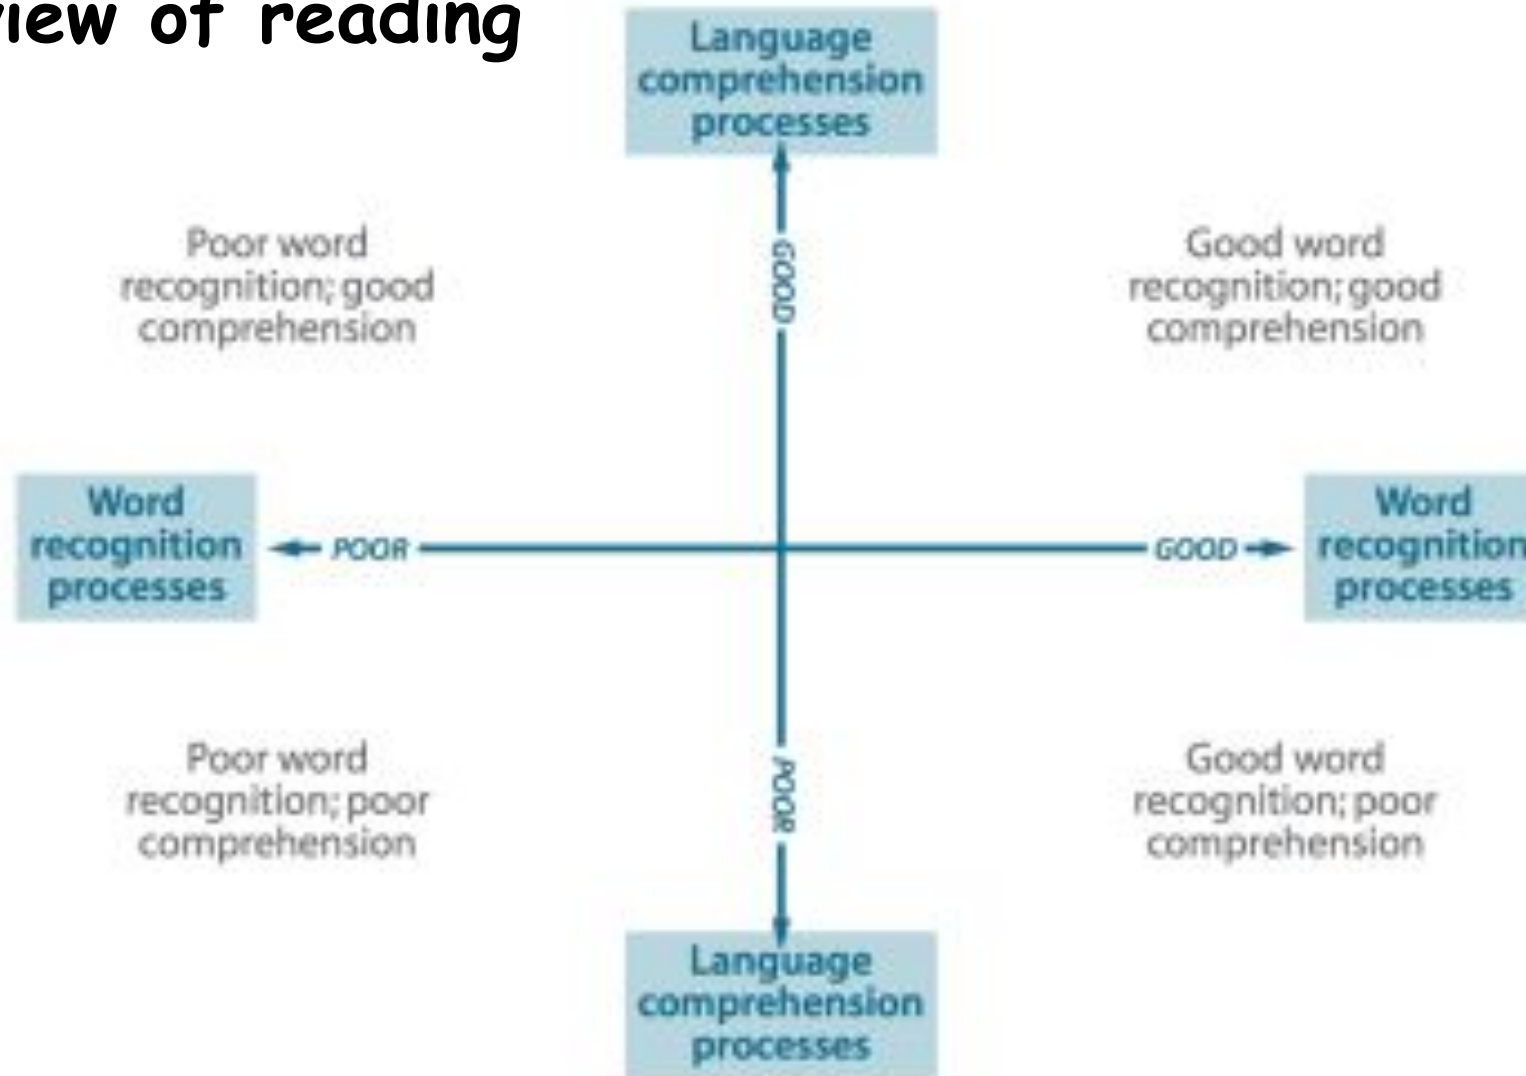 view of reading
Language
comprehension
processes
GOOD
Poor word
recognition; good
comprehension
Good word
recognition; good
comprehension
Word
recognition
processes
POOR
GOOD
Word
recognition
processes
Poor word
recognition; poor
comprehension
POOR
Good word
recognition; poor
comprehension
Language
comprehension
processes